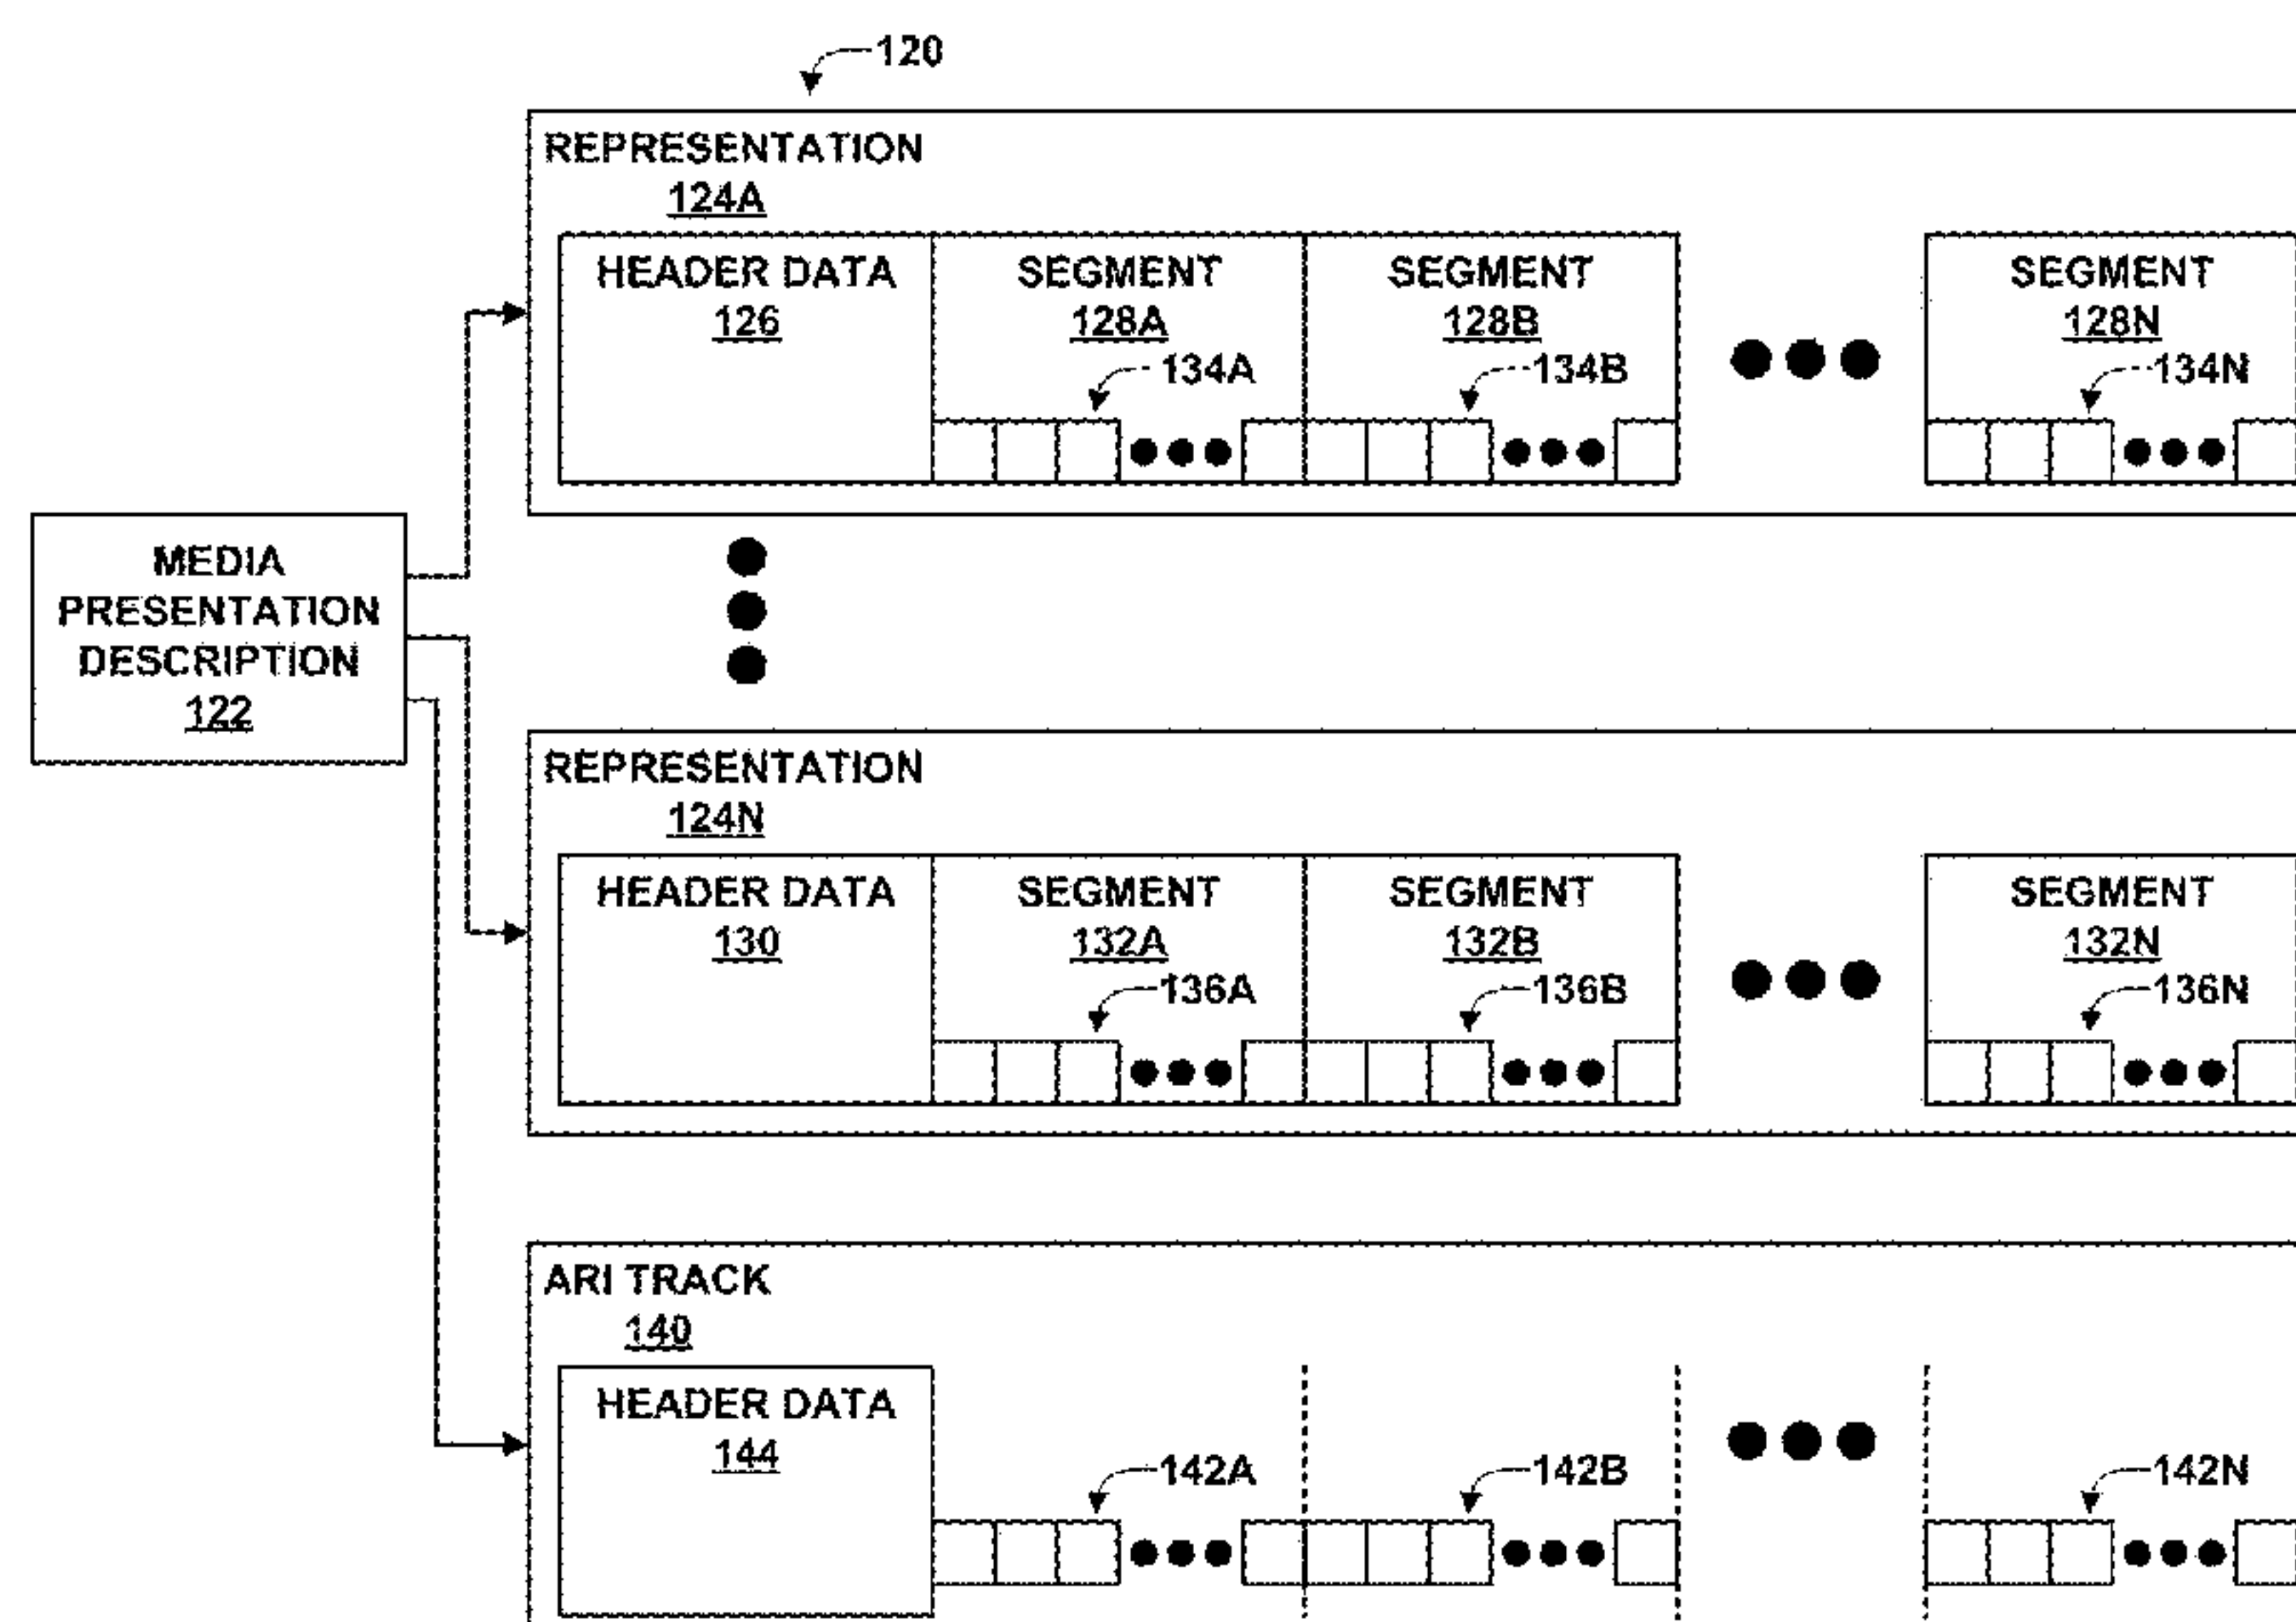 120
REPRESENTATION
124A
HEADER DATA
126
SEGMENT
128A
134A
SEGMENT
128B
134B
SEGMENT
128N
134N
MEDIA
PRESENTATION
DESCRIPTION
122
REPRESENTATION
124N
HEADER DATA
130
SEGMENT
132A
136A
SEGMENT
132B
136B
SEGMENT
132N
136N
ARI TRACK
140
HEADER DATA
144
142A
142B
142N